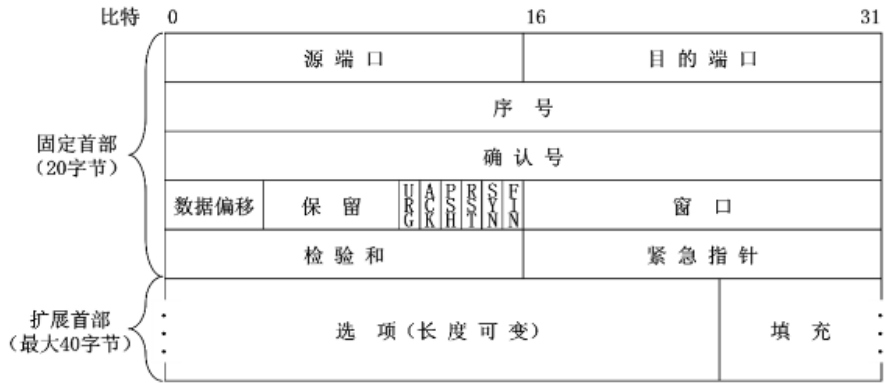 比特 0 16 31
源端口 目的端口
序号
固定首部
(20字节)
确认号
数据偏移 保留 URG ACK PSH RST SYN FIN 窗口
检验和 紧急指针
扩展首部
(最大40字节)
选项(长度可变) 填充